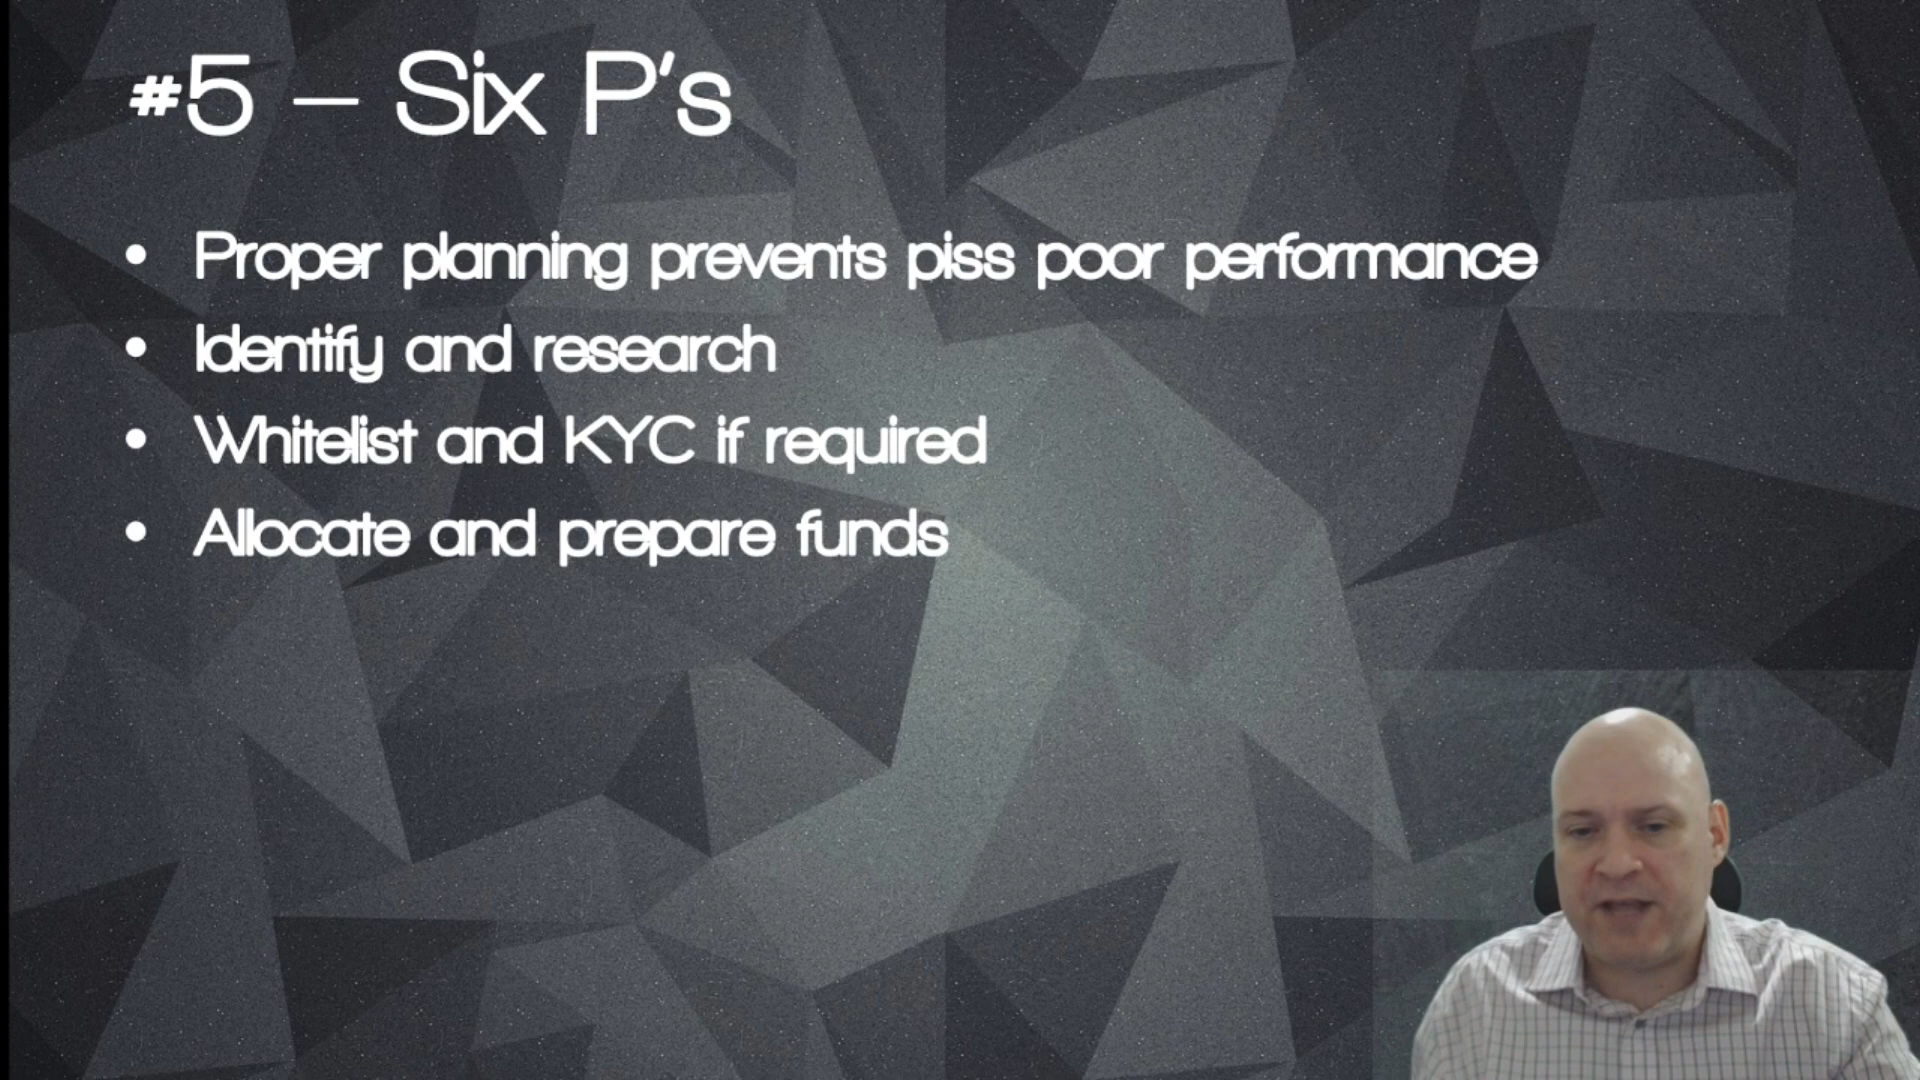 #5 – Six P's
• Proper planning prevents piss poor performance
• Identify and research
• Whitelist and KYC if required
• Allocate and prepare funds